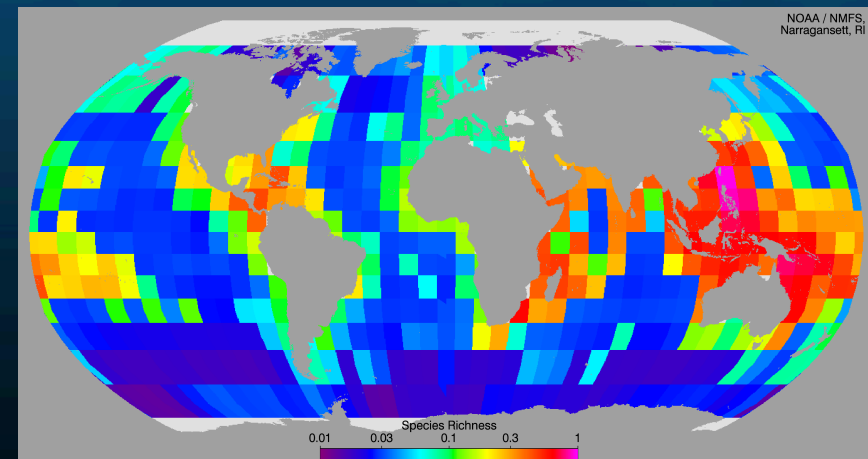 NOAA / NMFS,
Narragansett, RI
Species Richness
0.01 0.03 0.1 0.3 1